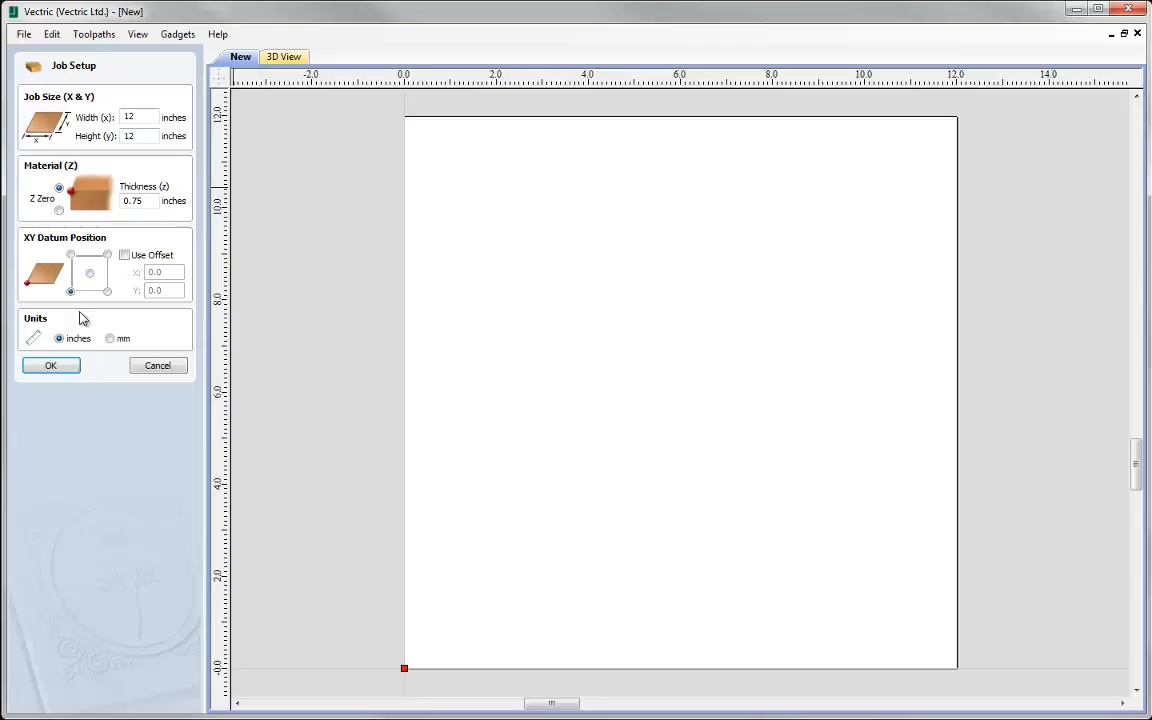 Vectric {Vectric Ltd.} - [New]
File Edit Toolpaths View Gadgets Help
Job Setup
New 3D View
-2.0 0.0 2.0 4.0 6.0 8.0 10.0 12.0 14.0
Job Size (X & Y)
Width (x): 12 inches
Height (y): 12 inches
Y
X
Material (Z)
Z Zero
Thickness (z)
0.75 inches
XY Datum Position
Use Offset
X: 0.0
Y: 0.0
Units
inches mm
OK Cancel
12.0
10.0
8.0
6.0
4.0
2.0
-0.0